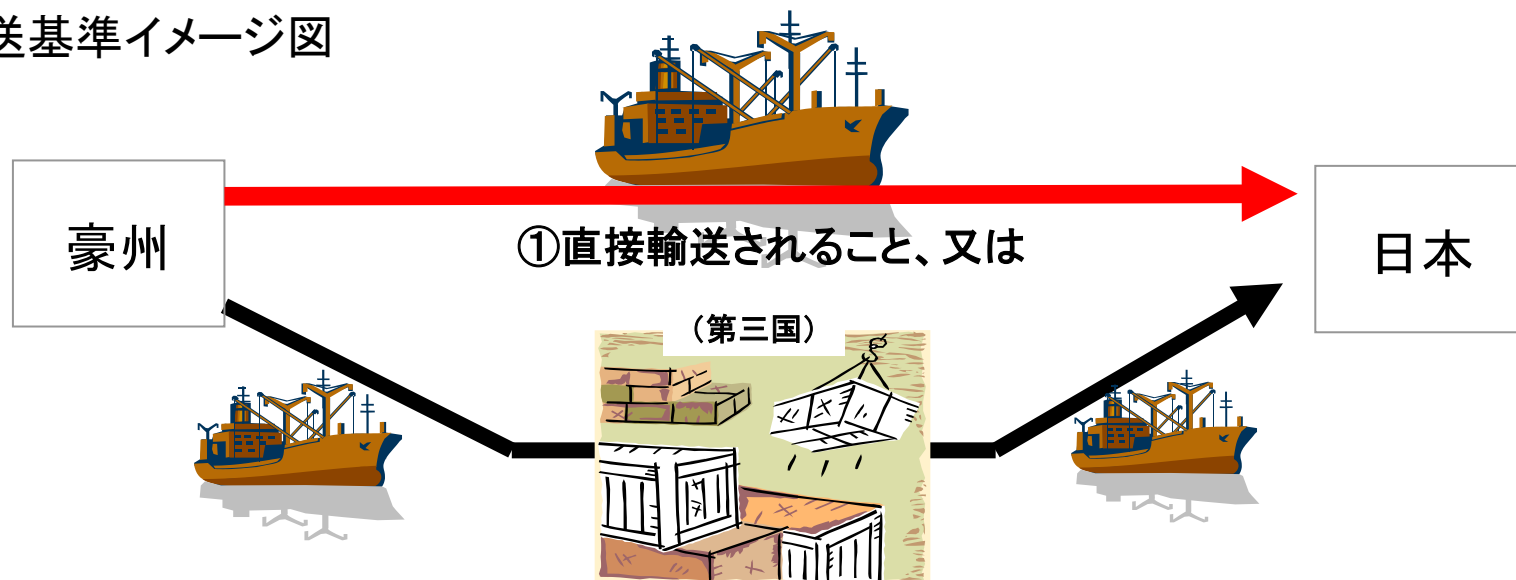 送基準イメージ図
豪州
①直接輸送されること、又は
日本
（第三国）